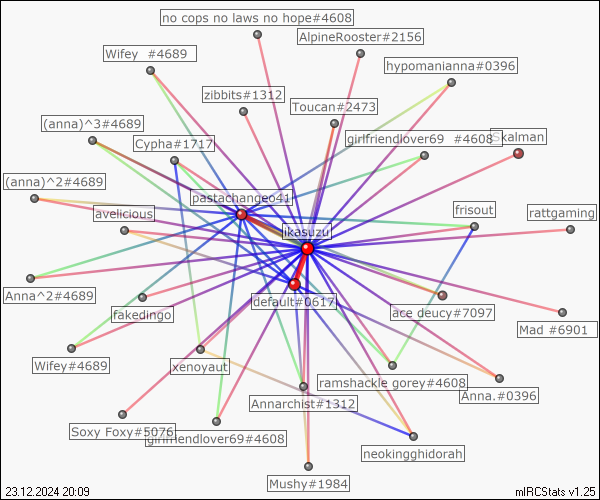 no cops no laws no hope#4608
AlpineRooster#2156
Wifey #4689
hypomanianna#0396
zibbits#1312
Toucan#2473
(anna)^3#4689
Cypha#1717
girlfriendlover69 #4608
Skalman
(anna)^2#4689
pastachangeo41
avelicious
frisout
rattgaming
jkasuzu
Anna^2#4689
default#0617
fakedingo
ace deucy#7097
Mad #6901
Wifey#4689
xenoyaut
ramshackle gorey#4608
Anna.#0396
Annarchist#1312
Soxy Foxy#5076
girlfriendlover69#4608
neokingghidorah
Mushy#1984
23.12.2024 20:09
mIRCStats v1.25